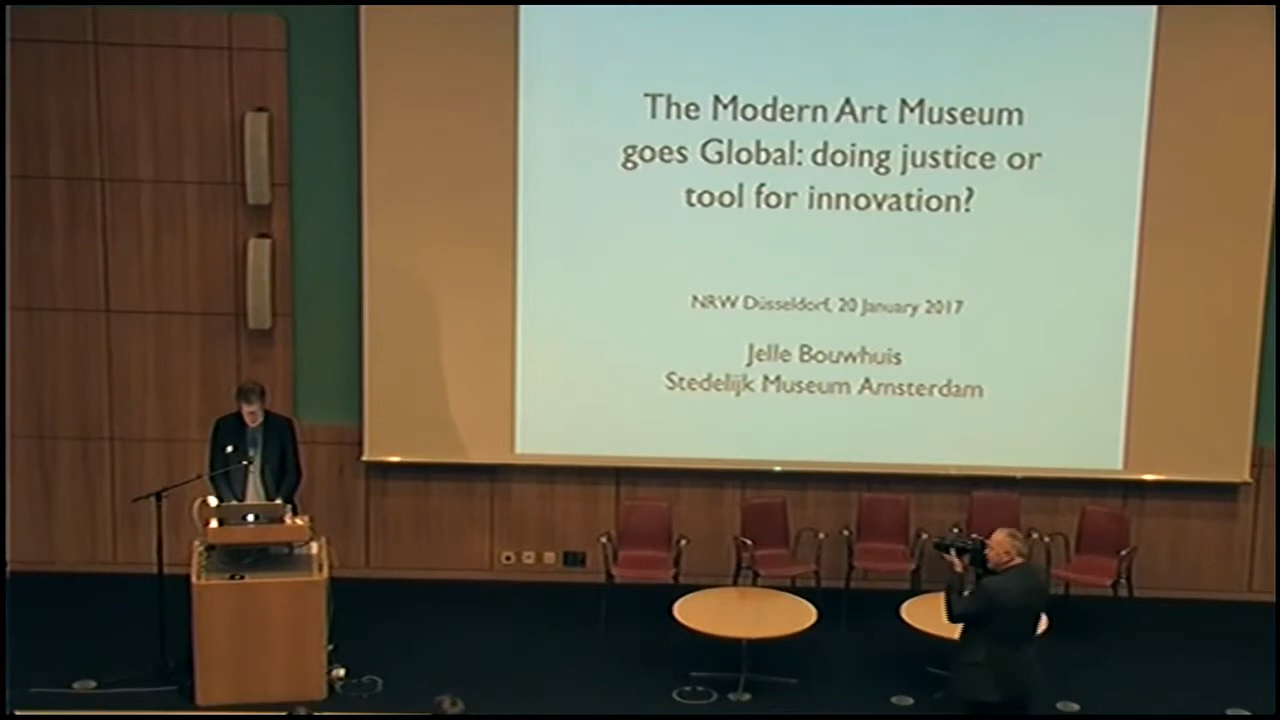 The Modern Art Museum
goes Global: doing justice or
tool for innovation?
NRW Düsseldorf, 20 January 2017
Jelle Bouwhuis
Stedelijk Museum Amsterdam